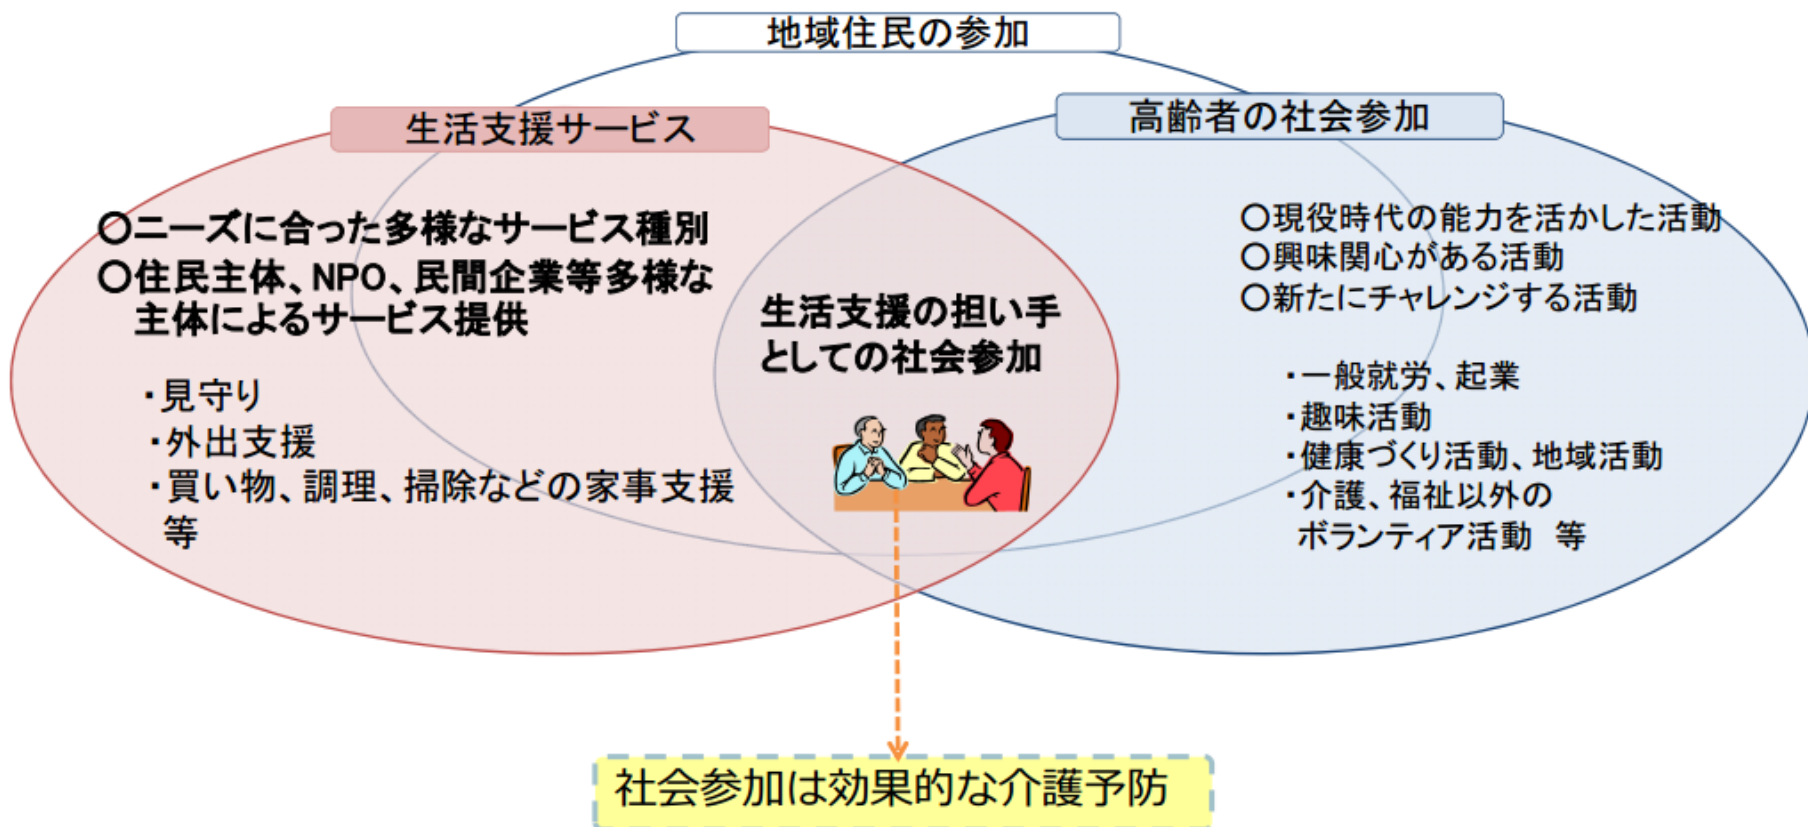 地域住民の参加
生活支援サービス
高齢者の社会参加
〇ニーズに合った多様なサービス種別
〇住民主体、NPO、民間企業等多様な
主体によるサービス提供
・見守り
・外出支援
・買い物、調理、掃除などの家事支援
等
生活支援の担い手
としての社会参加
〇現役時代の能力を活かした活動
〇興味関心がある活動
〇新たにチャレンジする活動
・一般就労、起業
・趣味活動
・健康づくり活動、地域活動
・介護、福祉以外の
ボランティア活動 等
社会参加は効果的な介護予防